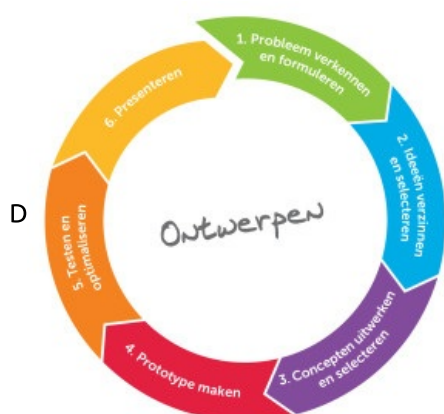 1. Probleem verkennen
en formuleren
2. Ideeën verzinnen
en selecteren
3. Concepten uitwerken
en selecteren
4. Prototype maken
5. Testen en
optimaliseren
6. Presenteren
D
Ontwerpen